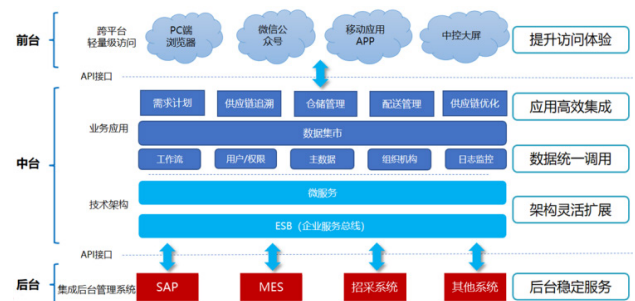 前台
跨平台
轻量级访问
PC端
浏览器
微信公
众号
移动应用
APP
中控大屏
提升访问体验
API接口
中台
业务应用
需求计划
供应链追溯
仓储管理
配送管理
供应链优化
应用高效集成
数据集市
工作流
用户/权限
主数据
组织机构
日志监控
数据统一调用
技术架构
微服务
ESB（企业服务总线）
架构灵活扩展
API接口
后台
集成后台管理系统
SAP
MES
招采系统
其他系统
后台稳定服务